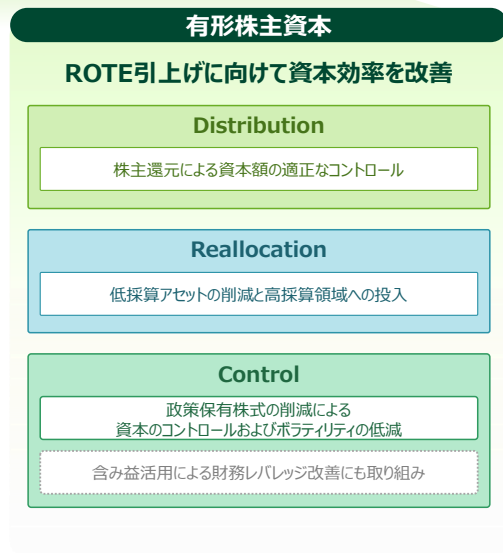 有形株主資本
ROTE引上げに向けて資本効率を改善
Distribution
株主還元による資本額の適正なコントロール
Reallocation
低採算アセットの削減と高採算領域への投入
Control
政策保有株式の削減による
資本のコントロールおよびボラティリティの低減
含み益活用による財務レバレッジ改善にも取り組み